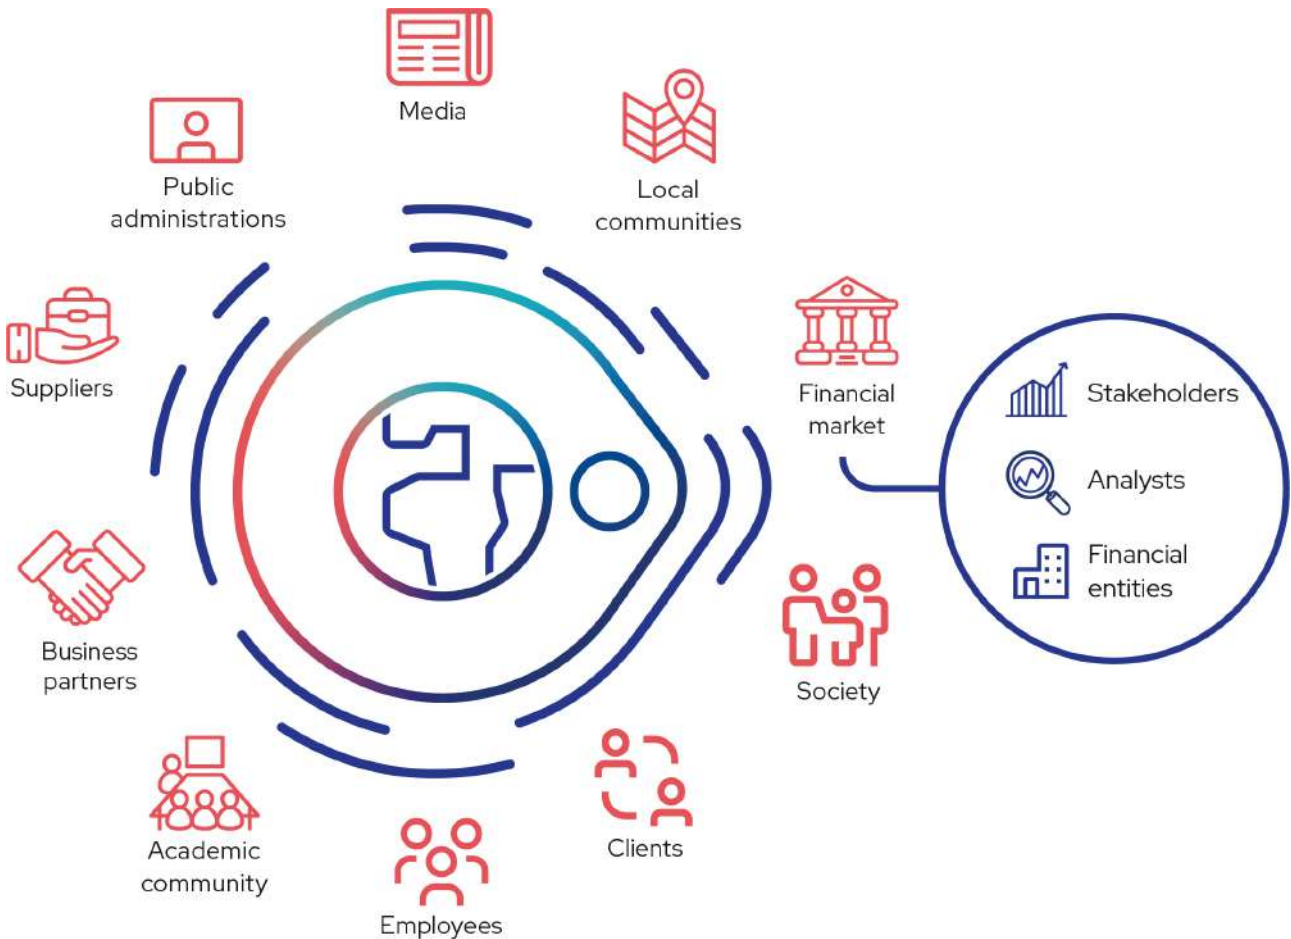 Media
Public
administrations
Local
communities
Suppliers
Financial
market
Stakeholders
Analysts
Financial
entities
Business
partners
Society
Academic
community
Clients
Employees